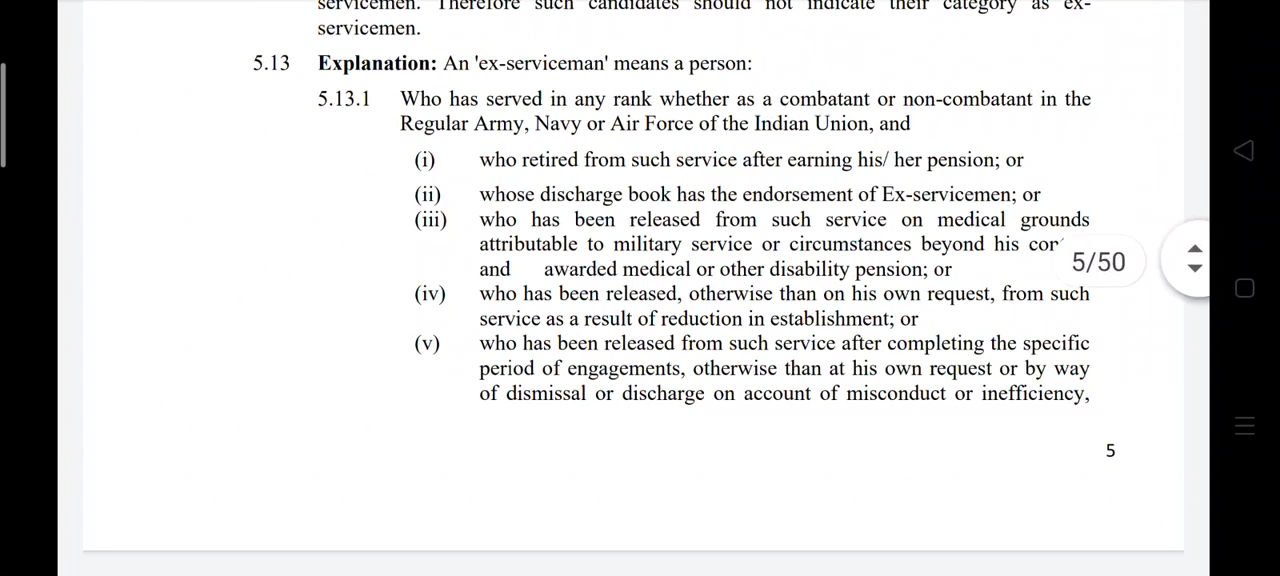 servicemen. Therefore such candidates should not indicate their category as ex-
servicemen.
5.13 Explanation: An 'ex-serviceman' means a person:
5.13.1 Who has served in any rank whether as a combatant or non-combatant in the
Regular Army, Navy or Air Force of the Indian Union, and
(i) who retired from such service after earning his/ her pension; or
(ii) whose discharge book has the endorsement of Ex-servicemen; or
(iii) who has been released from such service on medical grounds
attributable to military service or circumstances beyond his
and awarded medical or other disability pension; or
5/50
(iv) who has been released, otherwise than on his own request, from such
service as a result of reduction in establishment; or
(v) who has been released from such service after completing the specific
period of engagements, otherwise than at his own request or by way
of dismissal or discharge on account of misconduct or inefficiency,
5